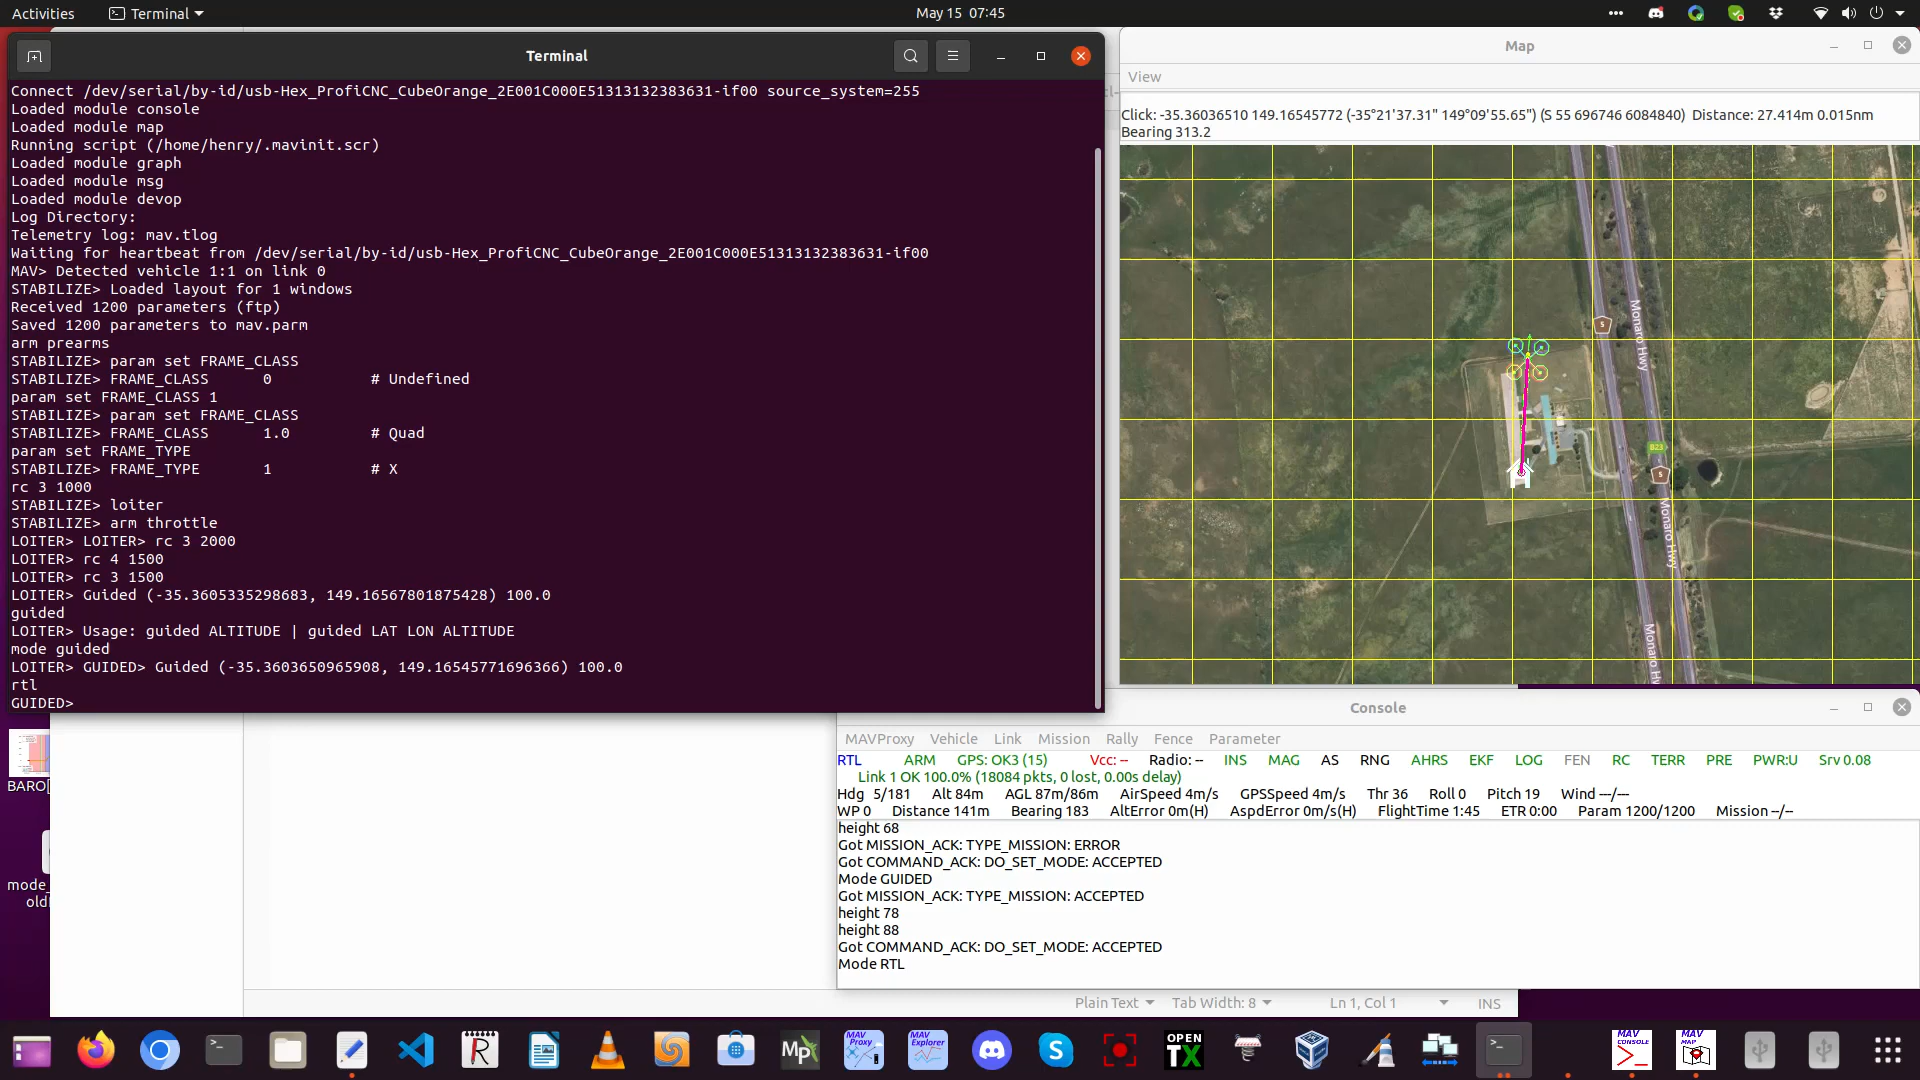 Activities
Terminal
May 15  07:45
Terminal
Connect /dev/serial/by-id/usb-Hex_ProfiCNC_CubeOrange_2E001C000E51313132383631-if00 source_system=255
Loaded module console
Loaded module map
Running script (/home/henry/.mavinit.scr)
Loaded module graph
Loaded module msg
Loaded module devop
Log Directory:
Telemetry log: mav.tlog
Waiting for heartbeat from /dev/serial/by-id/usb-Hex_ProfiCNC_CubeOrange_2E001C000E51313132383631-if00
MAV> Detected vehicle 1:1 on link 0
STABILIZE> Loaded layout for 1 windows
Received 1200 parameters (ftp)
Saved 1200 parameters to mav.parm
arm prearms
STABILIZE> param set FRAME_CLASS
STABILIZE> FRAME_CLASS      0           # Undefined
param set FRAME_CLASS 1
STABILIZE> param set FRAME_CLASS
STABILIZE> FRAME_CLASS      1.0         # Quad
param set FRAME_TYPE
STABILIZE> FRAME_TYPE       1           # X
rc 3 1000
STABILIZE> loiter
STABILIZE> arm throttle
LOITER> LOITER> rc 3 2000
LOITER> rc 4 1500
LOITER> rc 3 1500
LOITER> Guided (-35.3605335298683, 149.16567801875428) 100.0
guided
LOITER> Usage: guided ALTITUDE | guided LAT LON ALTITUDE
mode guided
LOITER> GUIDED> Guided (-35.3603650965908, 149.16545771696366) 100.0
rtl
GUIDED>
Map
View
Click: -35.36036510 149.16545772 (-35°21'37.31" 149°09'55.65") (S 55 696746 6084840)  Distance: 27.414m 0.015nm
Bearing 313.2
S
Monaro Hwy
B23
S
Monaro Hwy
Console
MAVProxy Vehicle Link Mission Rally Fence Parameter
RTL ARM GPS: OK3 (15) Vcc: -- Radio: -- INS MAG AS RNG AHRS EKF LOG FEN RC TERR PRE PWR:U Srv 0.08
Link 1 OK 100.0% (18084 pkts, 0 lost, 0.00s delay)
Hdg 5/181 Alt 84m AGL 87m/86m AirSpeed 4m/s GPSSpeed 4m/s Thr 36 Roll 0 Pitch 19 Wind ---/---
WP 0 Distance 141m Bearing 183 AltError 0m(H) AspdError 0m/s(H) FlightTime 1:45 ETR 0:00 Param 1200/1200 Mission --/--
height 68
Got MISSION_ACK: TYPE_MISSION: ERROR
Got COMMAND_ACK: DO_SET_MODE: ACCEPTED
Mode GUIDED
Got MISSION_ACK: TYPE_MISSION: ACCEPTED
height 78
height 88
Got COMMAND_ACK: DO_SET_MODE: ACCEPTED
Mode RTL
BARO[
mode_
old
Plain Text Tab Width: 8 Ln 1, Col 1 INS
R
Mp
MAV Proxy
MAV Explorer
S
OPEN TX
MAV CONSOLE
MAV MAP